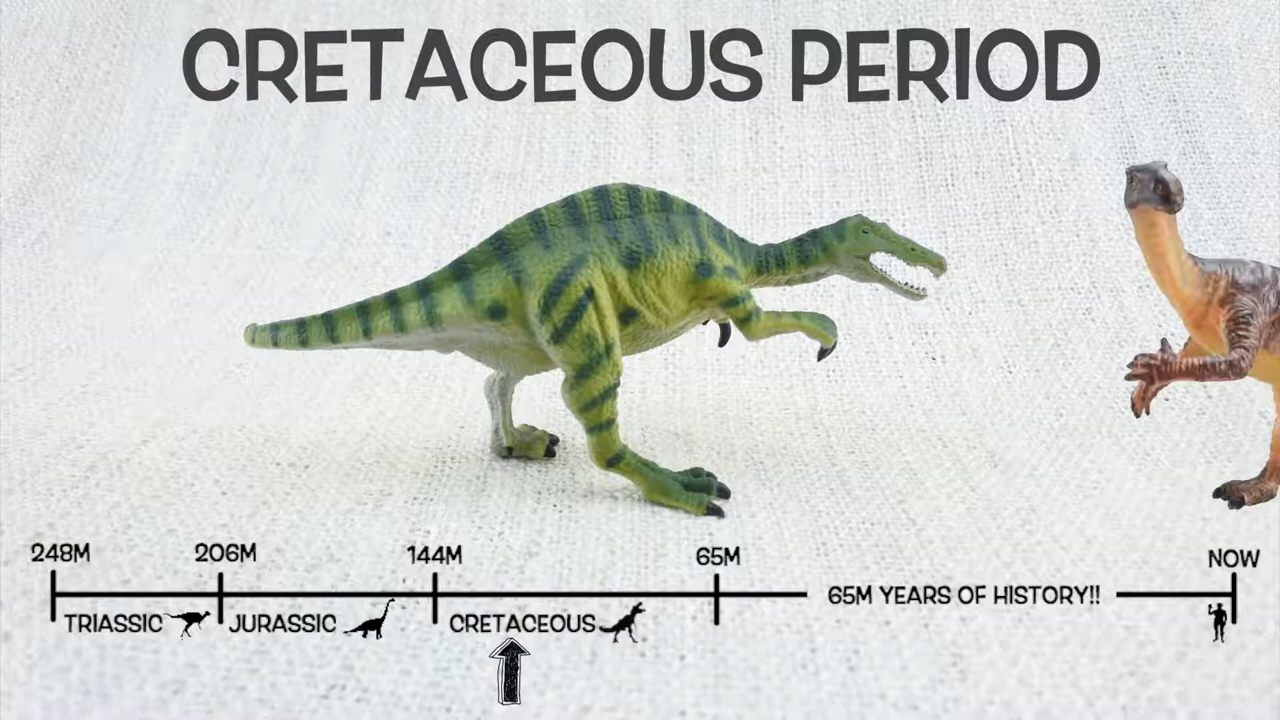 CRETACEOUS PERIOD
248M
206M
144M
65M
NOW
65M YEARS OF HISTORY!!
TRIASSIC
JURASSIC
CRETACEOUS